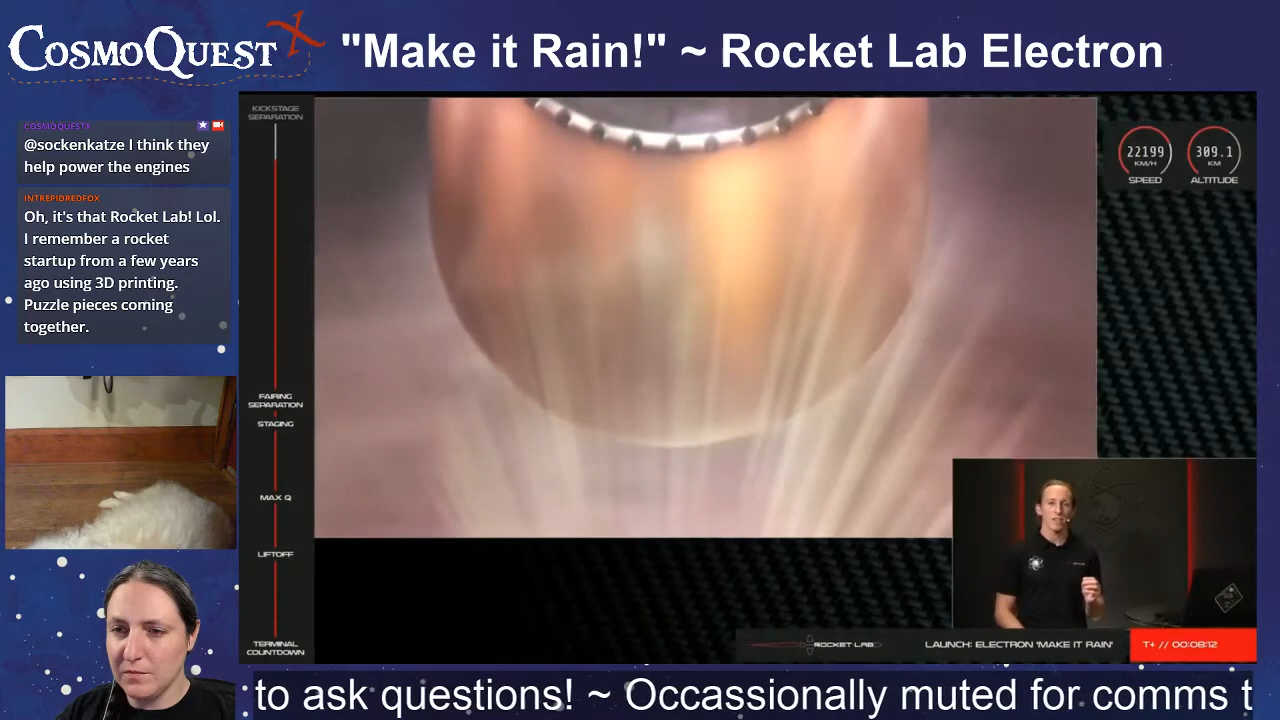 CosmoQuestX
"Make it Rain!" ~ Rocket Lab Electron
COSMOQUESTX
@sockenkatze I think they
help power the engines
INTREPIDREDFOX
Oh, it's that Rocket Lab! Lol.
I remember a rocket
startup from a few years
ago using 3D printing.
Puzzle pieces coming
together.
KICKSTAGE
SEPARATION
FAIRING
SEPARATION
STAGING
MAX Q
LIFTOFF
TERMINAL
COUNTDOWN
22199
KM/H
SPEED
309.1
KM
ALTITUDE
ROCKET LAB
LAUNCH: ELECTRON 'MAKE IT RAIN'
T+ // 00:08:12
to ask questions! ~ Occassionally muted for comms t